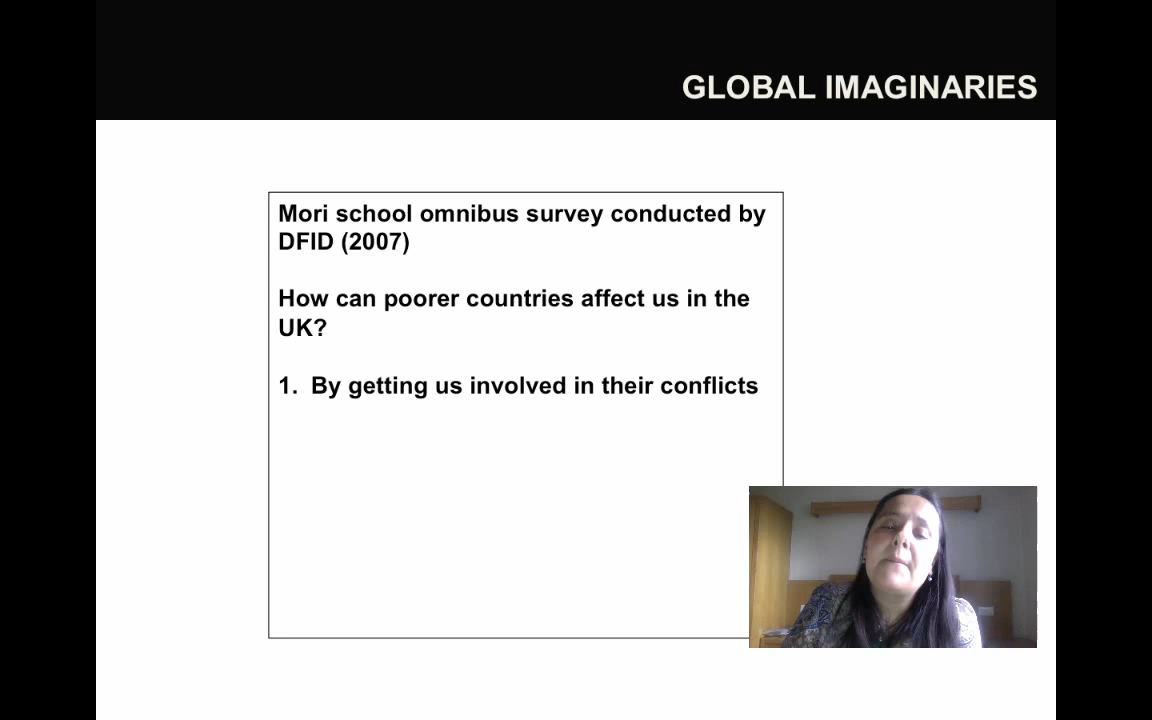 GLOBAL IMAGINARIES
Mori school omnibus survey conducted by
DFID (2007)
How can poorer countries affect us in the
UK?
1. By getting us involved in their conflicts